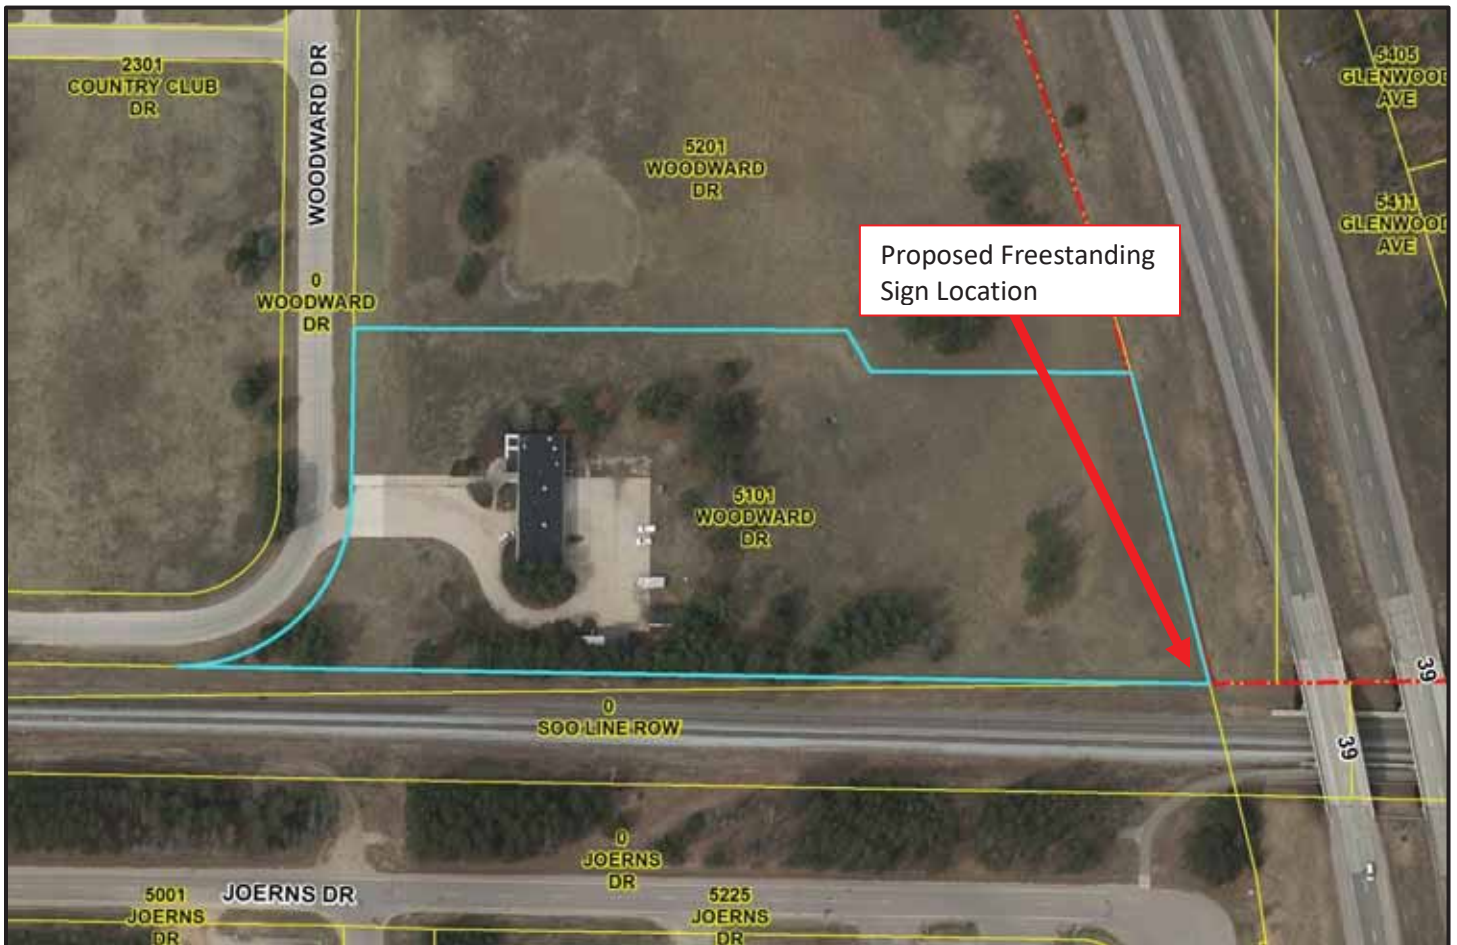 2301
COUNTRY CLUB
DR
WOODWARD DR
5405
GLENWOOD
AVE
5201
WOODWARD
DR
5411
GLENWOOD
AVE
Proposed Freestanding
Sign Location
0
WOODWARD
DR
5101
WOODWARD
DR
39
0
SOO LINE ROW
39
0
JOERNS
DR
5001
JOERNS
DR
JOERNS DR
5225
JOERNS
DR